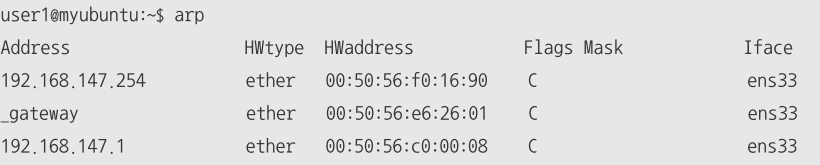 user1@myubuntu:~$ arp
Address HWtype HWaddress Flags Mask Iface
192.168.147.254 ether 00:50:56:f0:16:90 C ens33
_gateway ether 00:50:56:e6:26:01 C ens33
192.168.147.1 ether 00:50:56:c0:00:08 C ens33